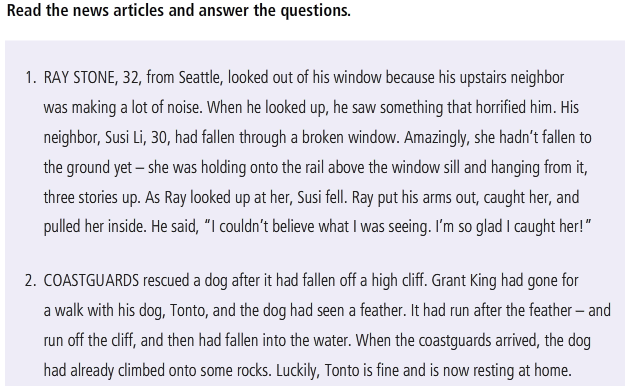 Read the news articles and answer the questions.
1. RAY STONE, 32, from Seattle, looked out of his window because his upstairs neighbor
was making a lot of noise. When he looked up, he saw something that horrified him. His
neighbor, Susi Li, 30, had fallen through a broken window. Amazingly, she hadn't fallen to
the ground yet – she was holding onto the rail above the window sill and hanging from it,
three stories up. As Ray looked up at her, Susi fell. Ray put his arms out, caught her, and
pulled her inside. He said, “I couldn't believe what I was seeing. I'm so glad I caught her!”
2. COASTGUARDS rescued a dog after it had fallen off a high cliff. Grant King had gone for
a walk with his dog, Tonto, and the dog had seen a feather. It had run after the feather – and
run off the cliff, and then had fallen into the water. When the coastguards arrived, the dog
had already climbed onto some rocks. Luckily, Tonto is fine and is now resting at home.